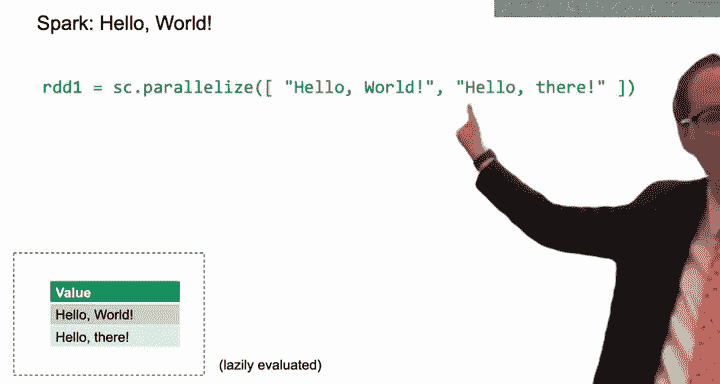 Spark: Hello, World!
rdd1 = sc.parallelize([ "Hello, World!", "Hello, there!" ])
Value
Hello, World!
Hello, there!
(lazily evaluated)